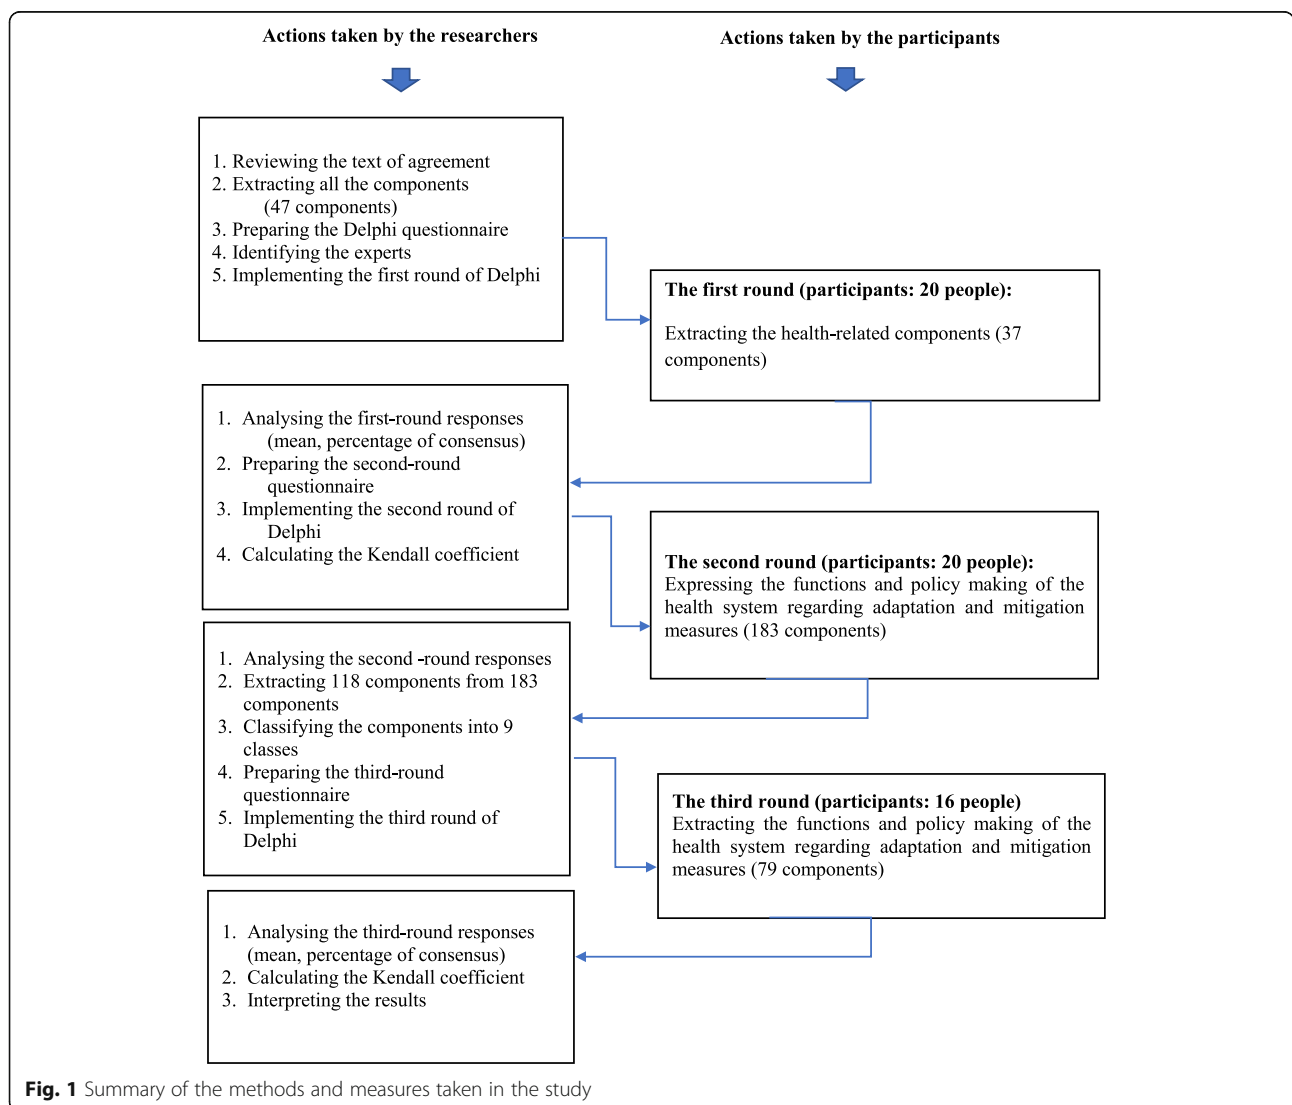 Actions taken by the researchers
Actions taken by the participants
1. Reviewing the text of agreement
2. Extracting all the components
(47 components)
3. Preparing the Delphi questionnaire
4. Identifying the experts
5. Implementing the first round of Delphi
The first round (participants: 20 people):
Extracting the health-related components (37
components)
1. Analysing the first-round responses
(mean, percentage of consensus)
2. Preparing the second-round
questionnaire
3. Implementing the second round of
Delphi
4. Calculating the Kendall coefficient
The second round (participants: 20 people):
Expressing the functions and policy making of the
health system regarding adaptation and mitigation
measures (183 components)
1. Analysing the second -round responses
2. Extracting 118 components from 183
components
3. Classifying the components into 9
classes
4. Preparing the third-round
questionnaire
5. Implementing the third round of
Delphi
The third round (participants: 16 people)
Extracting the functions and policy making of the
health system regarding adaptation and mitigation
measures (79 components)
1. Analysing the third-round responses
(mean, percentage of consensus)
2. Calculating the Kendall coefficient
3. Interpreting the results
Fig. 1 Summary of the methods and measures taken in the study